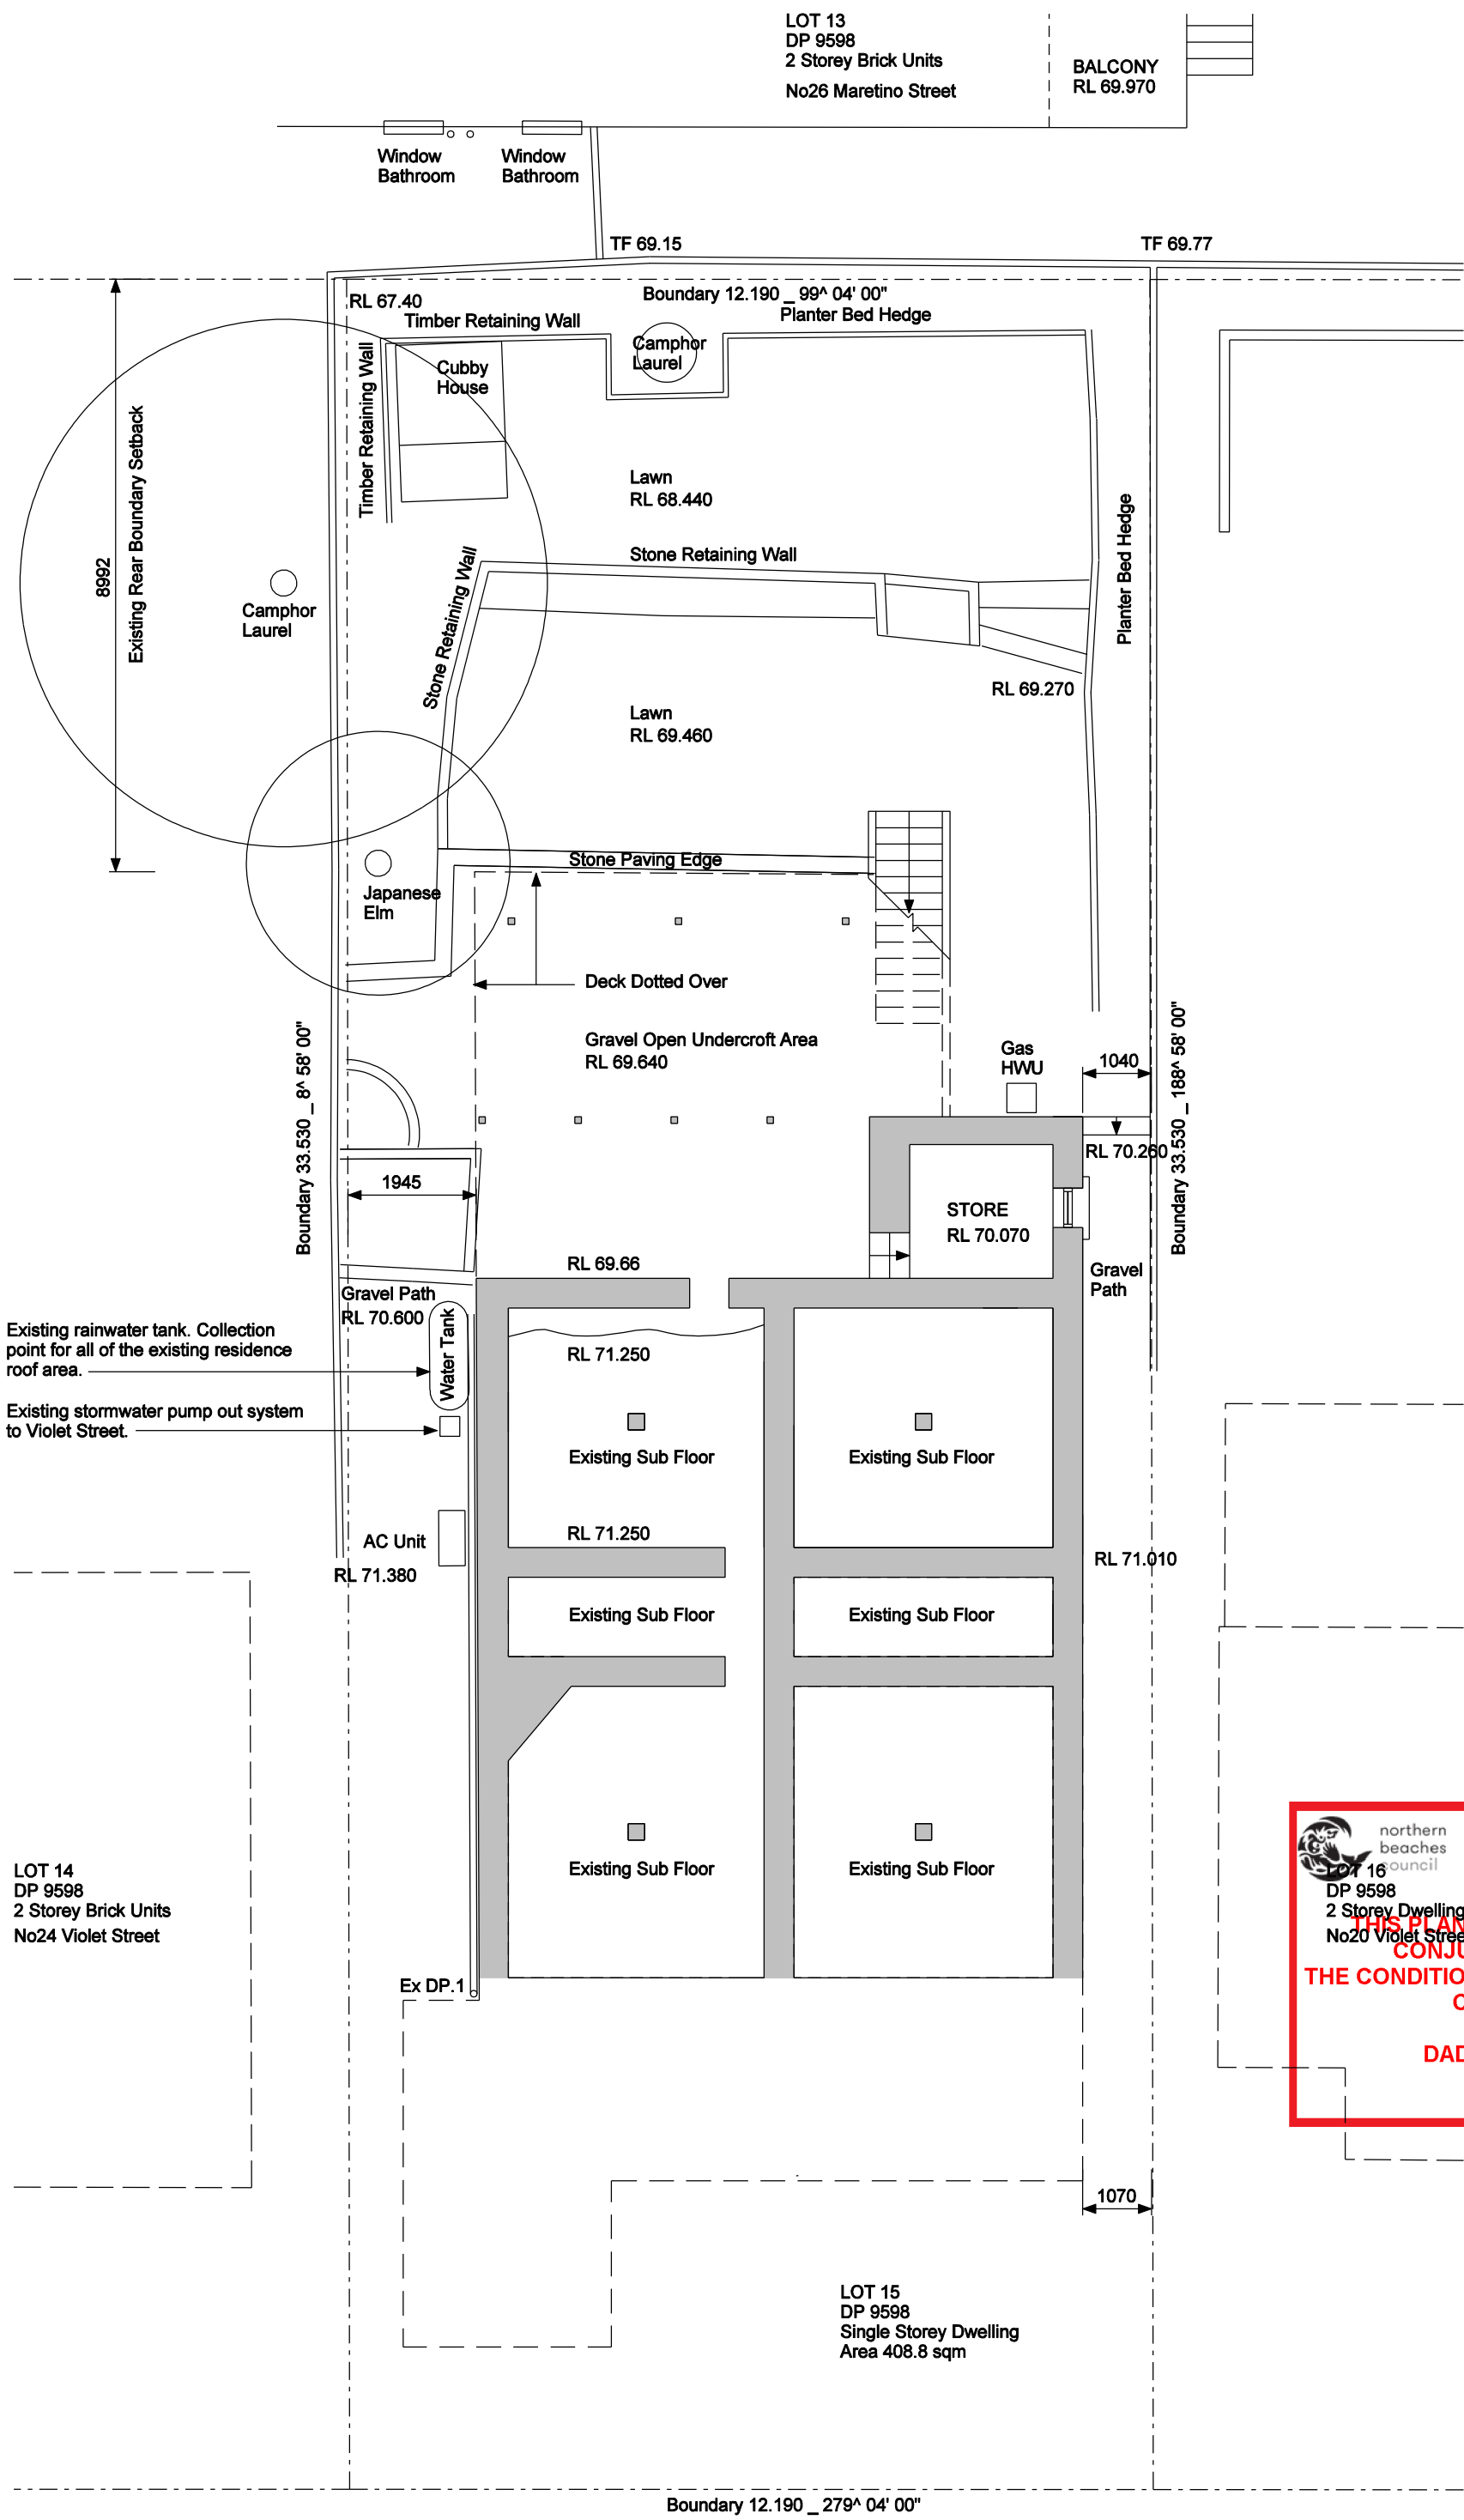 LOT 13
DP 9598
2 Storey Brick Units
No26 Maretino Street
BALCONY
RL 69.970
Window
Bathroom
Window
Bathroom
TF 69.15
TF 69.77
RL 67.40
Boundary 12.190 _ 99^ 04' 00"
Timber Retaining Wall
Planter Bed Hedge
Timber Retaining Wall
Cubby
House
Camphor
Laurel
Existing Rear Boundary Setback
8992
Lawn
RL 68.440
Planter Bed Hedge
Stone Retaining Wall
Stone Retaining Wall
Camphor
Laurel
RL 69.270
Lawn
RL 69.460
Stone Paving Edge
Japanese
Elm
Deck Dotted Over
Gravel Open Undercroft Area
RL 69.640
Gas
HWU
1040
Boundary 33.530 _ 8^ 58' 00"
Boundary 33.530 _ 188^ 58' 00"
RL 70.260
1945
STORE
RL 70.070
RL 69.66
Gravel
Path
Gravel Path
RL 70.600
Water Tank
Existing rainwater tank. Collection
point for all of the existing residence
roof area.
RL 71.250
Existing stormwater pump out system
to Violet Street.
Existing Sub Floor
Existing Sub Floor
AC Unit
RL 71.380
RL 71.250
RL 71.010
Existing Sub Floor
Existing Sub Floor
Existing Sub Floor
Existing Sub Floor
LOT 14
DP 9598
2 Storey Brick Units
No24 Violet Street
northern
beaches
council
LOT 16
DP 9598
2 Storey Dwelling
No20 Violet Stree
THIS PLAN
CONJU
THE CONDITIO
C
DAD
Ex DP.1
1070
LOT 15
DP 9598
Single Storey Dwelling
Area 408.8 sqm
Boundary 12.190 _ 279^ 04' 00"